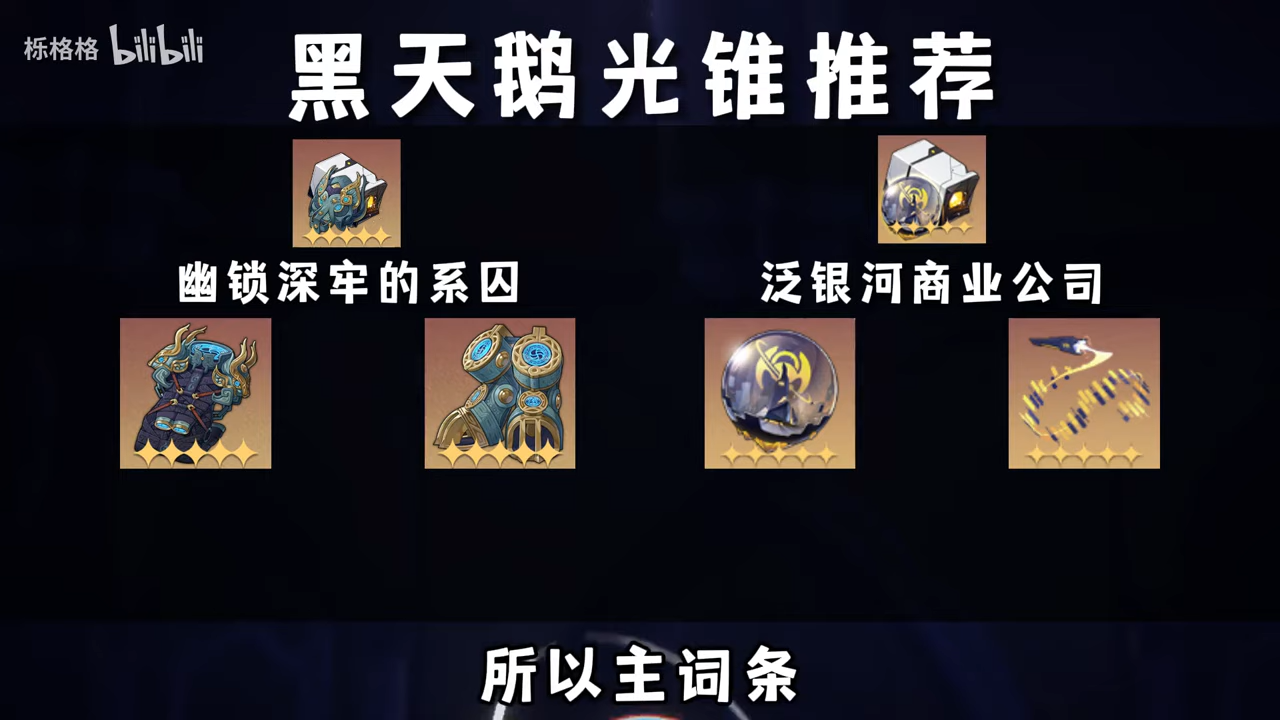 栎格格 bilibili
黑天鹅光锥推荐
幽锁深牢的系囚
泛银河商业公司
所以主词条